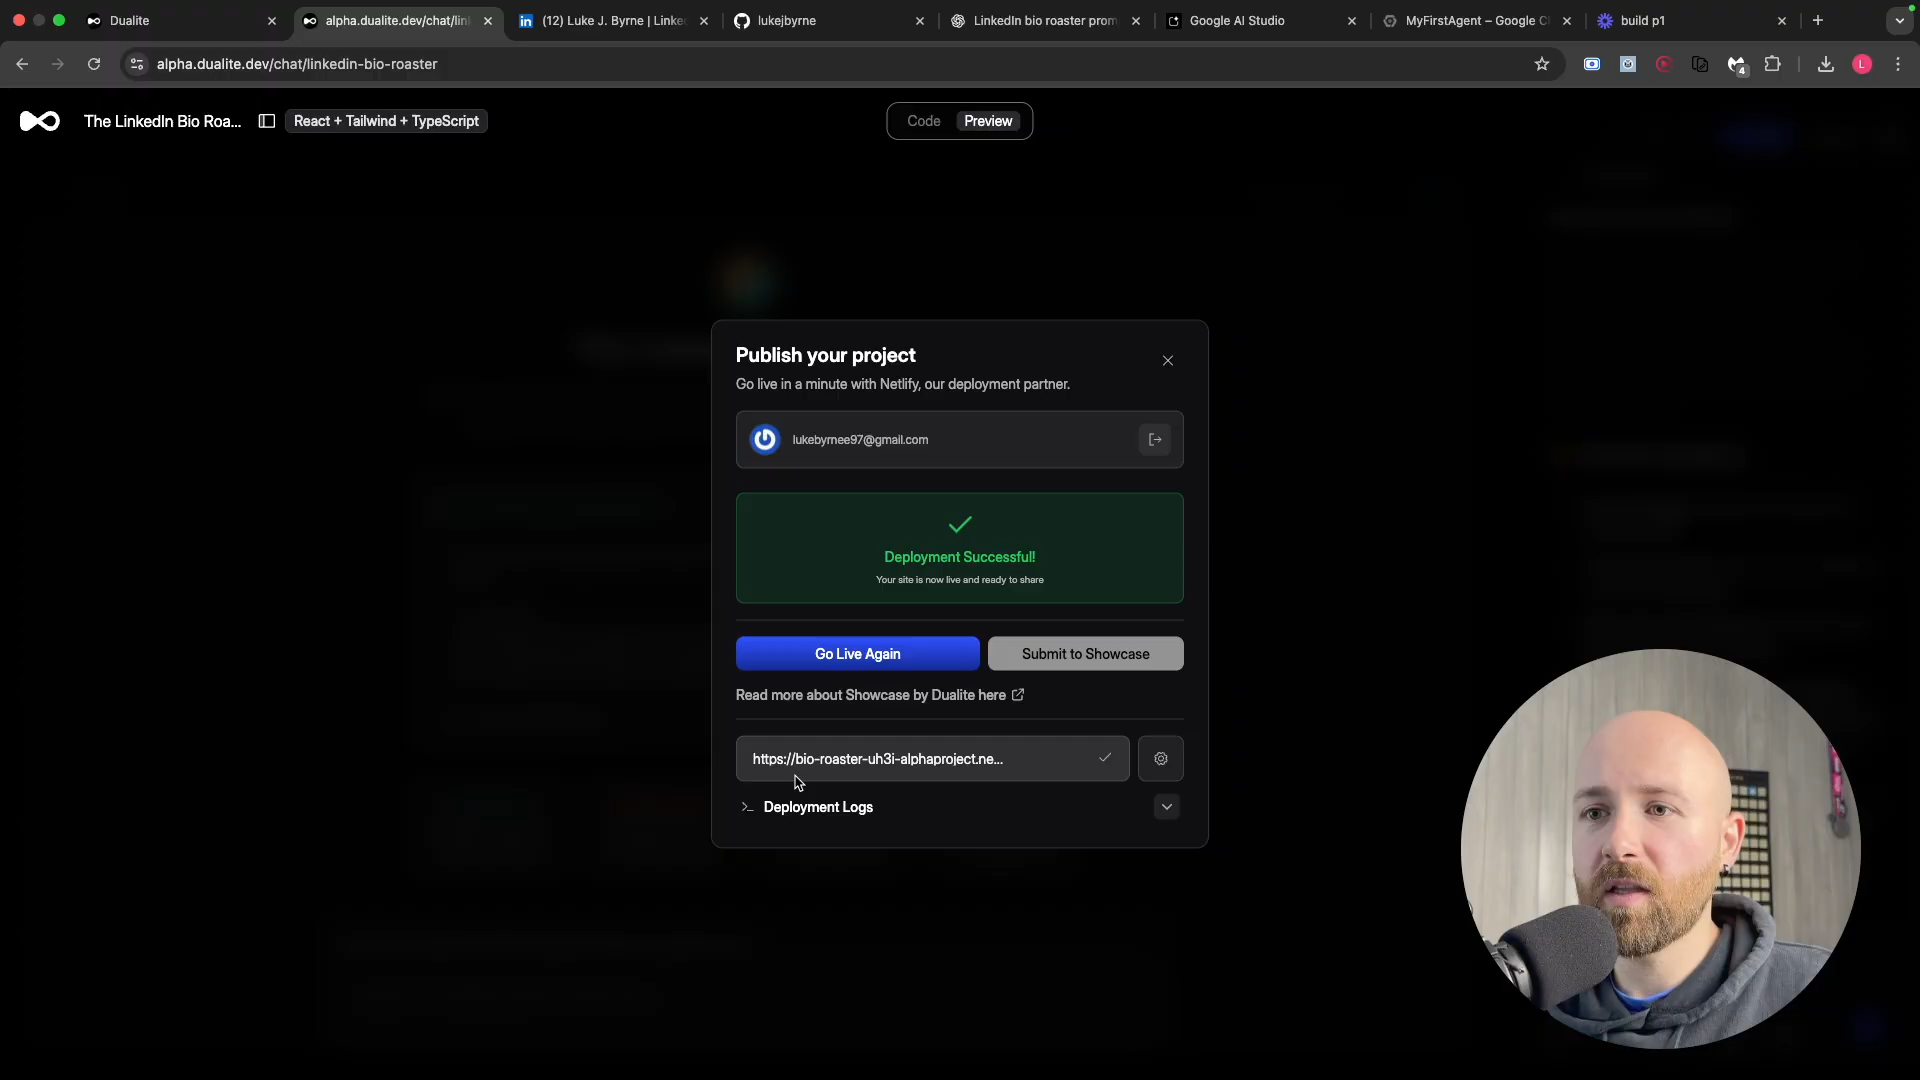 Dualite
alpha.dualite.dev/chat/lin
(12) Luke J. Byrne | Linke
lukejbyrne
LinkedIn bio roaster prom
Google AI Studio
MyFirstAgent – Google C
build p1
alpha.dualite.dev/chat/linkedin-bio-roaster
4
L
The LinkedIn Bio Roa...
React + Tailwind + TypeScript
Code
Preview
Publish your project
Go live in a minute with Netlify, our deployment partner.
lukebyrnee97@gmail.com
Deployment Successful!
Your site is now live and ready to share
Go Live Again
Submit to Showcase
Read more about Showcase by Dualite here
https://bio-roaster-uh3i-alphaproject.ne...
Deployment Logs